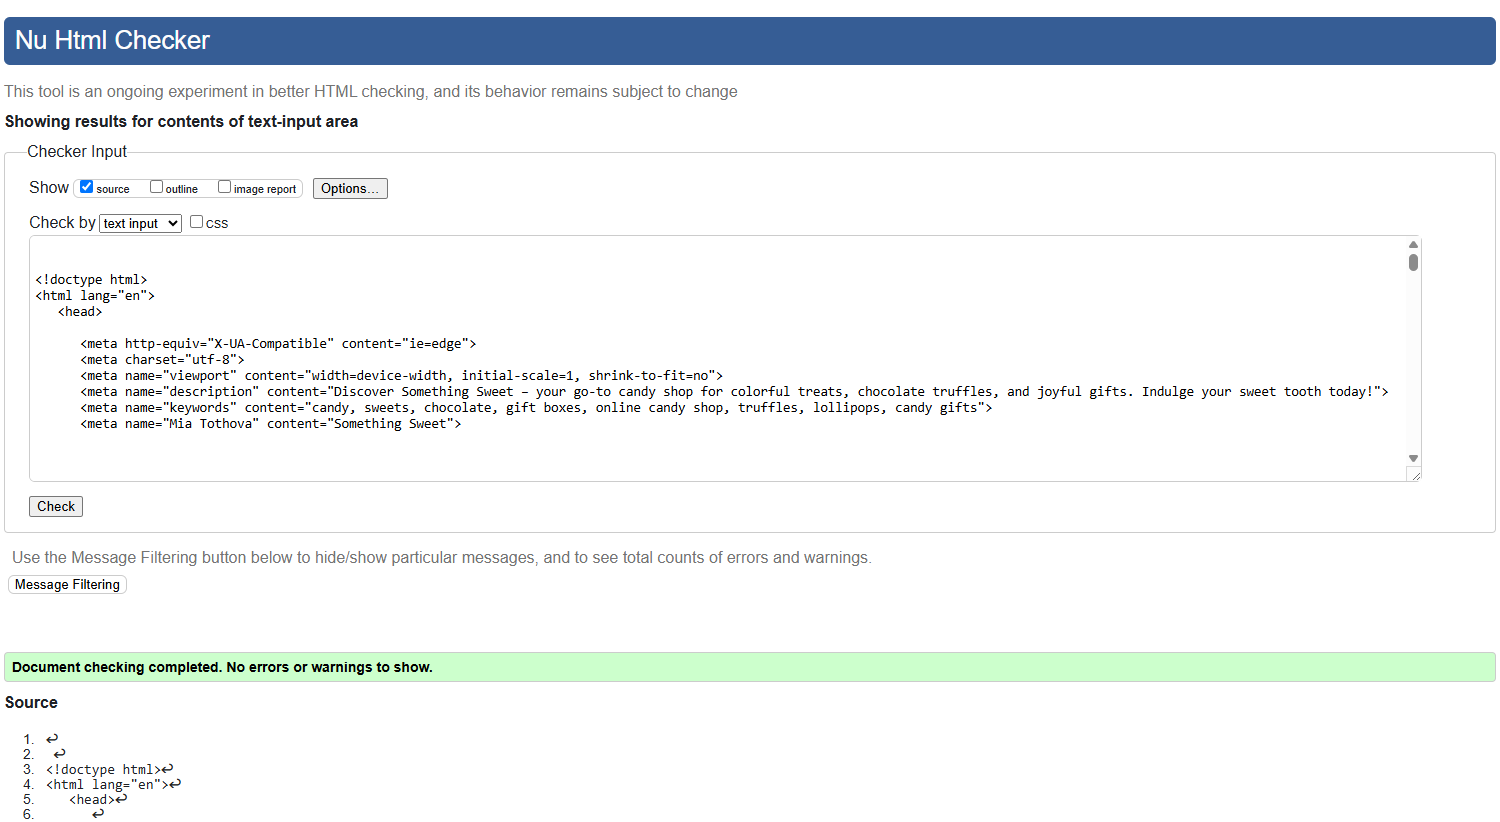 Nu Html Checker
This tool is an ongoing experiment in better HTML checking, and its behavior remains subject to change
Showing results for contents of text-input area
Checker Input
Show source outline image report Options...
Check by text input css
<!doctype html>
<html lang="en">
<head>
<meta http-equiv="X-UA-Compatible" content="ie=edge">
<meta charset="utf-8">
<meta name="viewport" content="width=device-width, initial-scale=1, shrink-to-fit=no">
<meta name="description" content="Discover Something Sweet – your go-to candy shop for colorful treats, chocolate truffles, and joyful gifts. Indulge your sweet tooth today!">
<meta name="keywords" content="candy, sweets, chocolate, gift boxes, online candy shop, truffles, lollipops, candy gifts">
<meta name="Mia Tothova" content="Something Sweet">
Check
Use the Message Filtering button below to hide/show particular messages, and to see total counts of errors and warnings.
Message Filtering
Document checking completed. No errors or warnings to show.
Source
1. ↩
2. ↩
3. <!doctype html>↩
4. <html lang="en">↩
5. <head>↩
6. ↩